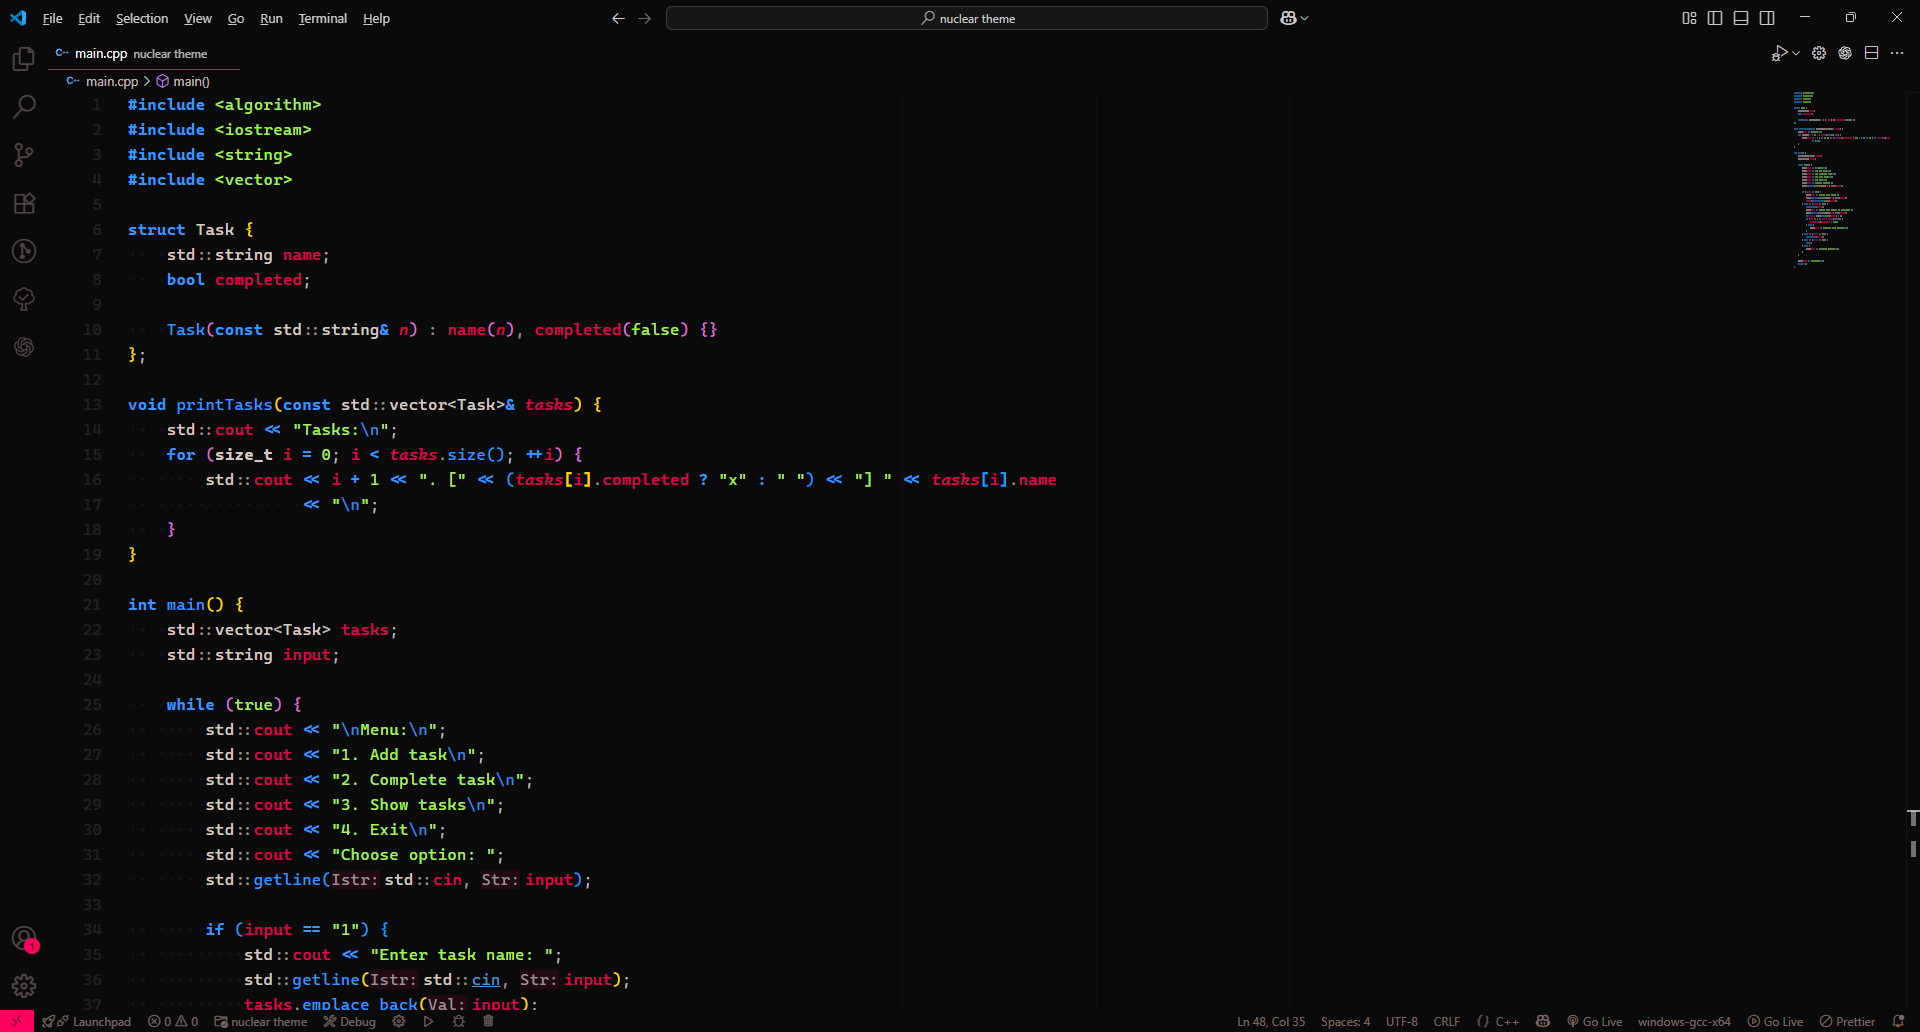 File Edit Selection View Go Run Terminal Help
nuclear theme
C++ main.cpp nuclear theme
C++ main.cpp > main()
1 #include <algorithm>
2 #include <iostream>
3 #include <string>
4 #include <vector>
5
6 struct Task {
7 std::string name;
8 bool completed;
9
10 Task(const std::string& n) : name(n), completed(false) {}
11 };
12
13 void printTasks(const std::vector<Task>& tasks) {
14 std::cout << "Tasks:\n";
15 for (size_t i = 0; i < tasks.size(); ++i) {
16 std::cout << i + 1 << ". [" << (tasks[i].completed ? "x" : " ") << "] " << tasks[i].name
17 << "\n";
18 }
19 }
20
21 int main() {
22 std::vector<Task> tasks;
23 std::string input;
24
25 while (true) {
26 std::cout << "\nMenu:\n";
27 std::cout << "1. Add task\n";
28 std::cout << "2. Complete task\n";
29 std::cout << "3. Show tasks\n";
30 std::cout << "4. Exit\n";
31 std::cout << "Choose option: ";
32 std::getline(Istr: std::cin, Str: input);
33
34 if (input == "1") {
35 std::cout << "Enter task name: ";
36 std::getline(Istr: std::cin, Str: input);
37 tasks.emplace_back(Val: input);
1
Launchpad 0 0 nuclear theme Debug Ln 48, Col 35 Spaces: 4 UTF-8 CRLF {} C++ Go Live windows-gcc-x64 Go Live Prettier